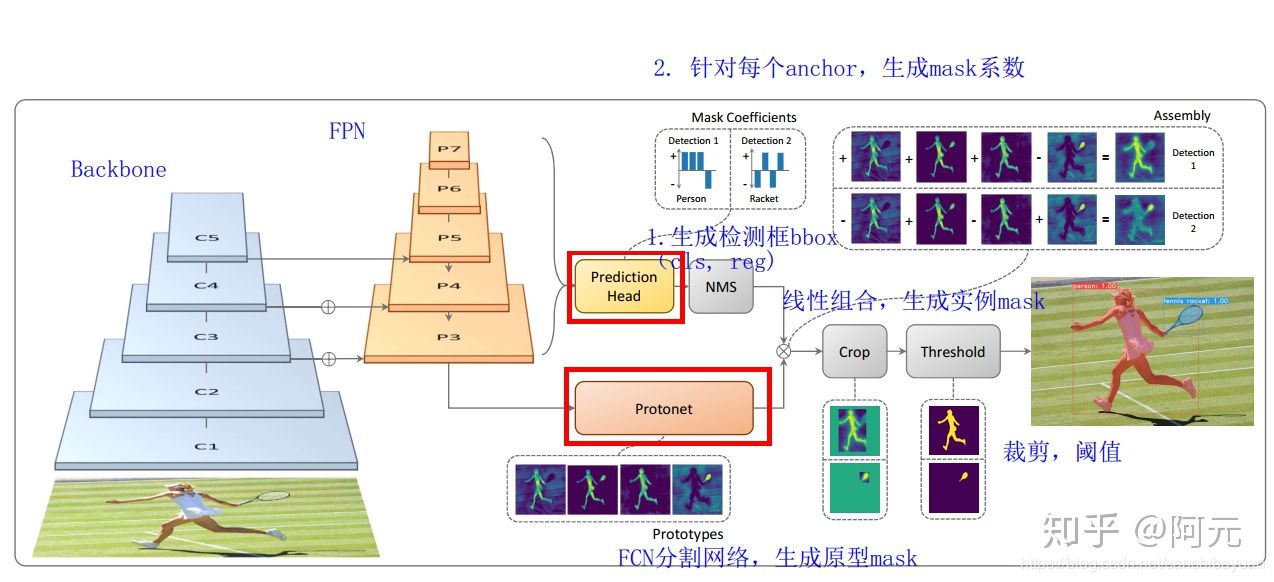 2. 针对每个anchor，生成mask系数
Mask Coefficients
Assembly
FPN
Backbone
Detection 1
Detection 2
+
-
+
-
Person
Racket
+ + + - = Detection 1
- + - + = Detection 2
P7
P6
P5
P4
P3
C5
C4
C3
C2
C1
1.生成检测框bbox
(cls, reg)
Prediction
Head
NMS
线性组合，生成实例mask
person: 1.00
tennis racket: 1.00
Crop
Threshold
Protonet
裁剪，阈值
Prototypes
FCN分割网络，生成原型mask
知乎 @阿元